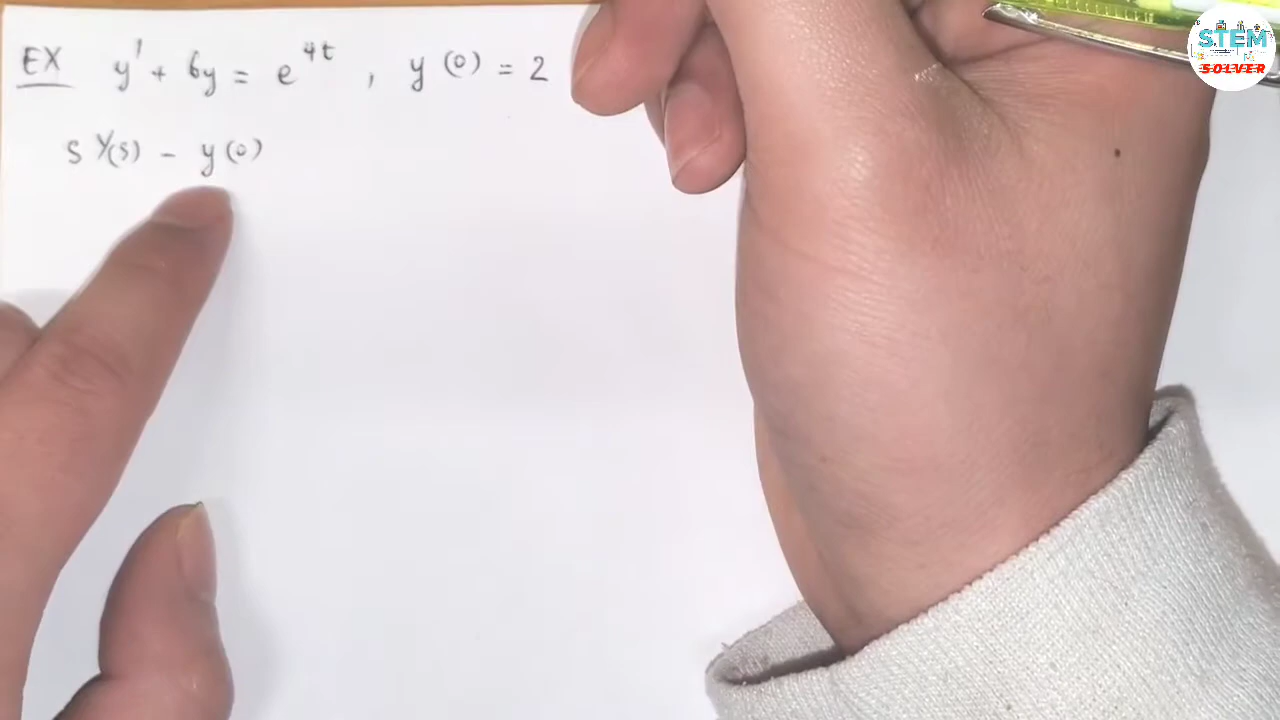 EX y' + 6y = e^{4t} , y(0) = 2
s Y(s) - y(0)
STEM
SOLVER